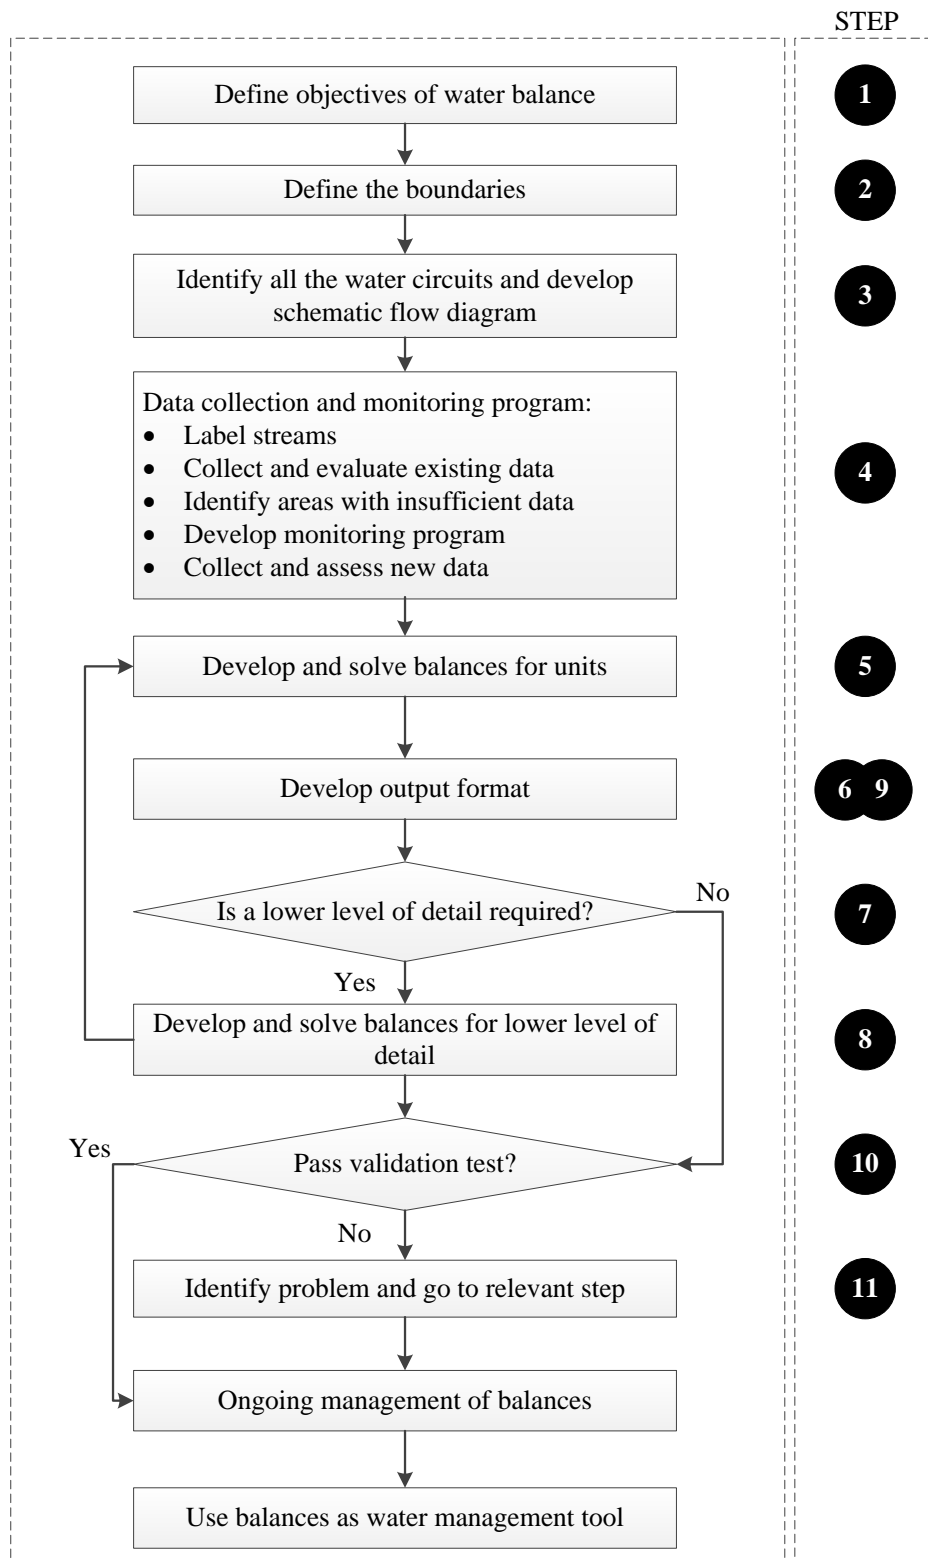 STEP
Define objectives of water balance
1
Define the boundaries
2
Identify all the water circuits and develop
schematic flow diagram
3
Data collection and monitoring program:
• Label streams
• Collect and evaluate existing data
• Identify areas with insufficient data
• Develop monitoring program
• Collect and assess new data
4
Develop and solve balances for units
5
Develop output format
6 9
No
Is a lower level of detail required?
7
Yes
Develop and solve balances for lower level of
detail
8
Yes
Pass validation test?
10
No
Identify problem and go to relevant step
11
Ongoing management of balances
Use balances as water management tool